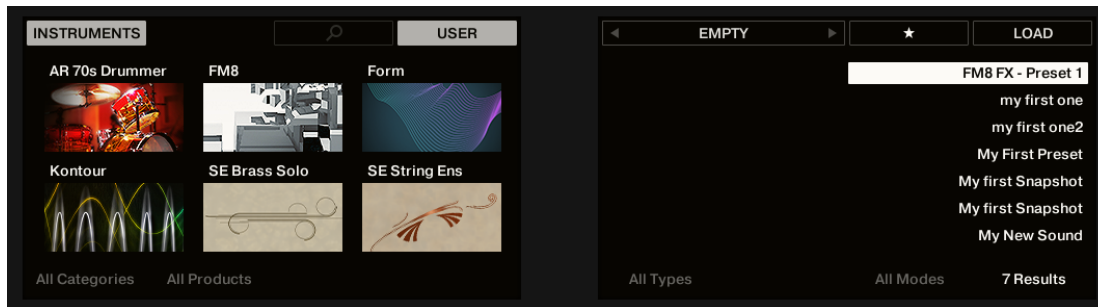 INSTRUMENTS
USER
AR 70s Drummer
FM8
Form
Kontour
SE Brass Solo
SE String Ens
All Categories
All Products
EMPTY
★
LOAD
FM8 FX - Preset 1
my first one
my first one2
My First Preset
My first Snapshot
My first Snapshot
My New Sound
All Types
All Modes
7 Results